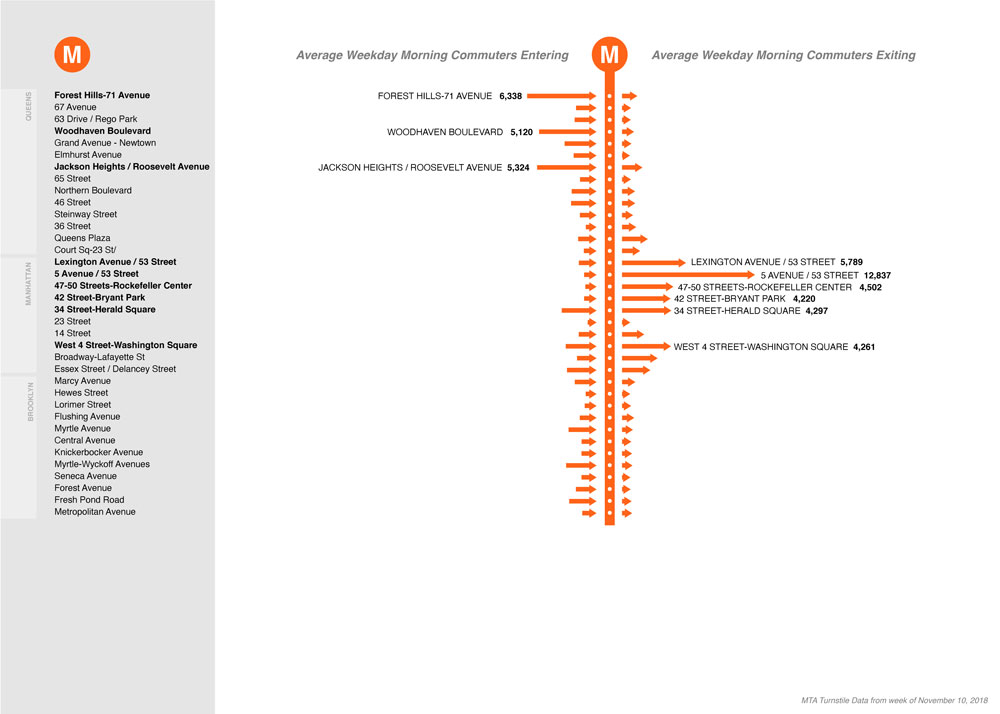 M
QUEENS
Forest Hills-71 Avenue
67 Avenue
63 Drive / Rego Park
Woodhaven Boulevard
Grand Avenue - Newtown
Elmhurst Avenue
Jackson Heights / Roosevelt Avenue
65 Street
Northern Boulevard
46 Street
Steinway Street
36 Street
Queens Plaza
Court Sq-23 St/
MANHATTAN
Lexington Avenue / 53 Street
5 Avenue / 53 Street
47-50 Streets-Rockefeller Center
42 Street-Bryant Park
34 Street-Herald Square
23 Street
14 Street
West 4 Street-Washington Square
Broadway-Lafayette St
Essex Street / Delancey Street
BROOKLYN
Marcy Avenue
Hewes Street
Lorimer Street
Flushing Avenue
Myrtle Avenue
Central Avenue
Knickerbocker Avenue
Myrtle-Wyckoff Avenues
Seneca Avenue
Forest Avenue
Fresh Pond Road
Metropolitan Avenue
Average Weekday Morning Commuters Entering
M
Average Weekday Morning Commuters Exiting
FOREST HILLS-71 AVENUE 6,338
WOODHAVEN BOULEVARD 5,120
JACKSON HEIGHTS / ROOSEVELT AVENUE 5,324
LEXINGTON AVENUE / 53 STREET 5,789
5 AVENUE / 53 STREET 12,837
47-50 STREETS-ROCKEFELLER CENTER 4,502
42 STREET-BRYANT PARK 4,220
34 STREET-HERALD SQUARE 4,297
WEST 4 STREET-WASHINGTON SQUARE 4,261
MTA Turnstile Data from week of November 10, 2018